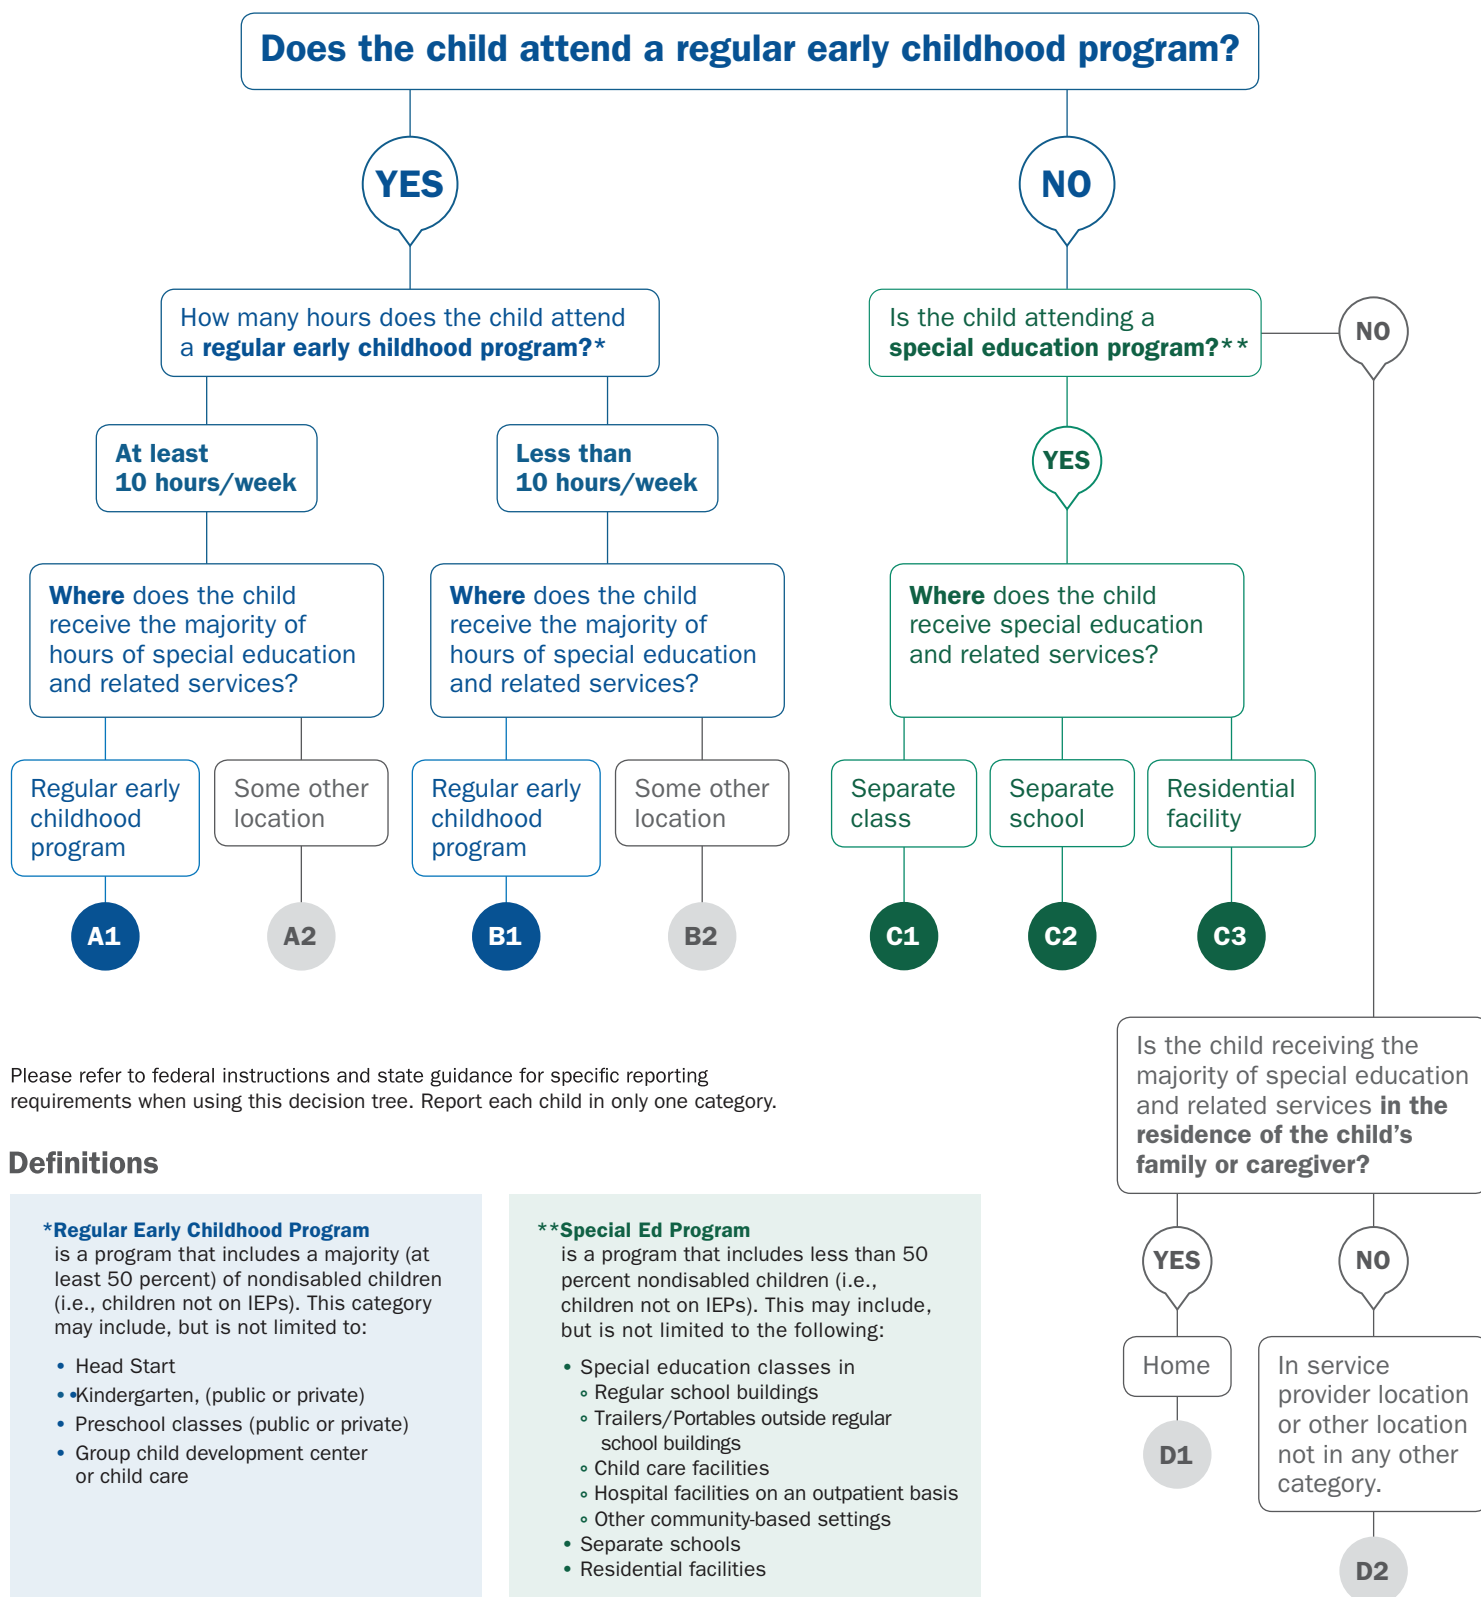 Does the child attend a regular early childhood program?
YES
NO
How many hours does the child attend
a regular early childhood program?*
Is the child attending a
special education program?**
NO
At least
10 hours/week
Less than
10 hours/week
YES
Where does the child
receive the majority of
hours of special education
and related services?
Where does the child
receive the majority of
hours of special education
and related services?
Where does the child
receive special education
and related services?
Regular early
childhood
program
Some other
location
Regular early
childhood
program
Some other
location
Separate
class
Separate
school
Residential
facility
A1
A2
B1
B2
C1
C2
C3
Is the child receiving the
majority of special education
and related services in the
residence of the child's
family or caregiver?
YES
NO
Home
In service
provider location
or other location
not in any other
category.
D1
D2
Please refer to federal instructions and state guidance for specific reporting
requirements when using this decision tree. Report each child in only one category.
Definitions
*Regular Early Childhood Program
is a program that includes a majority (at
least 50 percent) of nondisabled children
(i.e., children not on IEPs). This category
may include, but is not limited to:
• Head Start
• •Kindergarten, (public or private)
• Preschool classes (public or private)
• Group child development center
or child care
**Special Ed Program
is a program that includes less than 50
percent nondisabled children (i.e.,
children not on IEPs). This may include,
but is not limited to the following:
• Special education classes in
∘ Regular school buildings
∘ Trailers/Portables outside regular
school buildings
∘ Child care facilities
∘ Hospital facilities on an outpatient basis
∘ Other community-based settings
• Separate schools
• Residential facilities